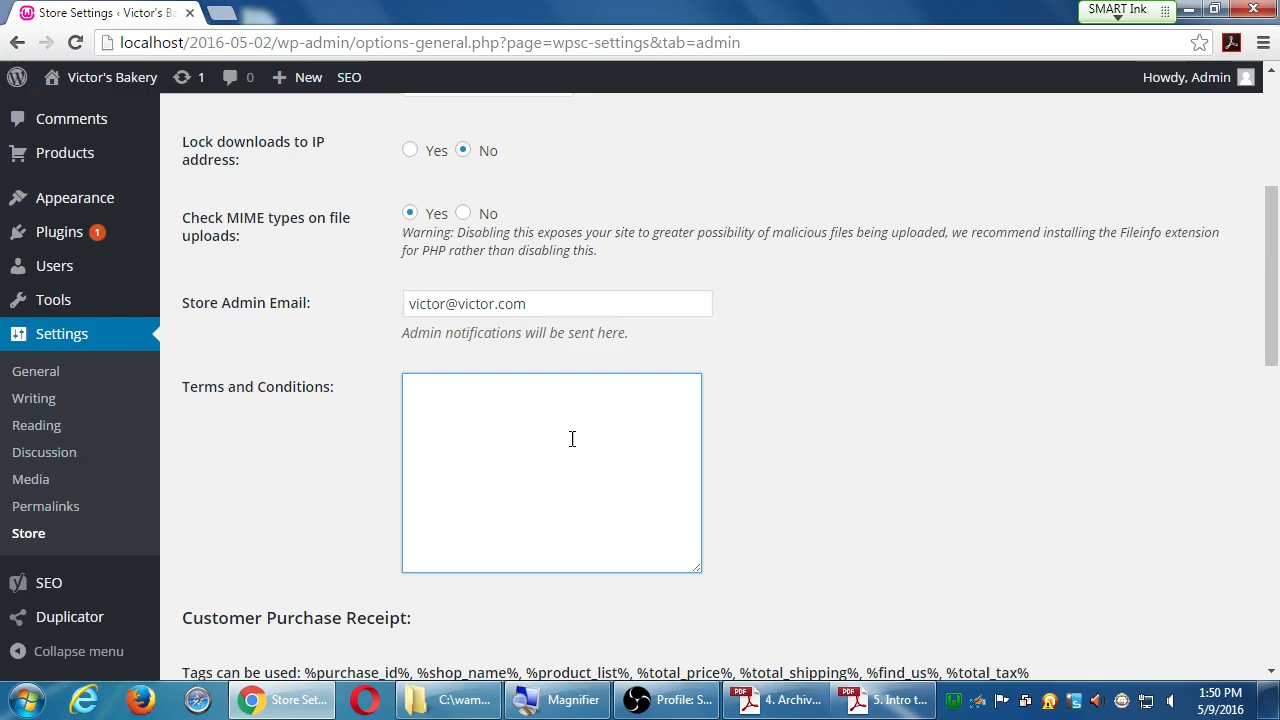 Store Settings ‹ Victor's Ba
SMART Ink
localhost/2016-05-02/wp-admin/options-general.php?page=wpsc-settings&tab=admin
Victor's Bakery 1 0 New SEO Howdy, Admin
Comments
Products
Appearance
Plugins 1
Users
Tools
Settings
General
Writing
Reading
Discussion
Media
Permalinks
Store
SEO
Duplicator
Collapse menu
Lock downloads to IP
address:
Yes No
Check MIME types on file
uploads:
Yes No
Warning: Disabling this exposes your site to greater possibility of malicious files being uploaded, we recommend installing the Fileinfo extension
for PHP rather than disabling this.
Store Admin Email:
victor@victor.com
Admin notifications will be sent here.
Terms and Conditions:
Customer Purchase Receipt:
Tags can be used: %purchase_id%, %shop_name%, %product_list%, %total_price%, %total_shipping%, %find_us%, %total_tax%
Store Set... C:\wam... Magnifier Profile: S... PDF 4. Archiv... PDF 5. Intro t...
1:50 PM
5/9/2016